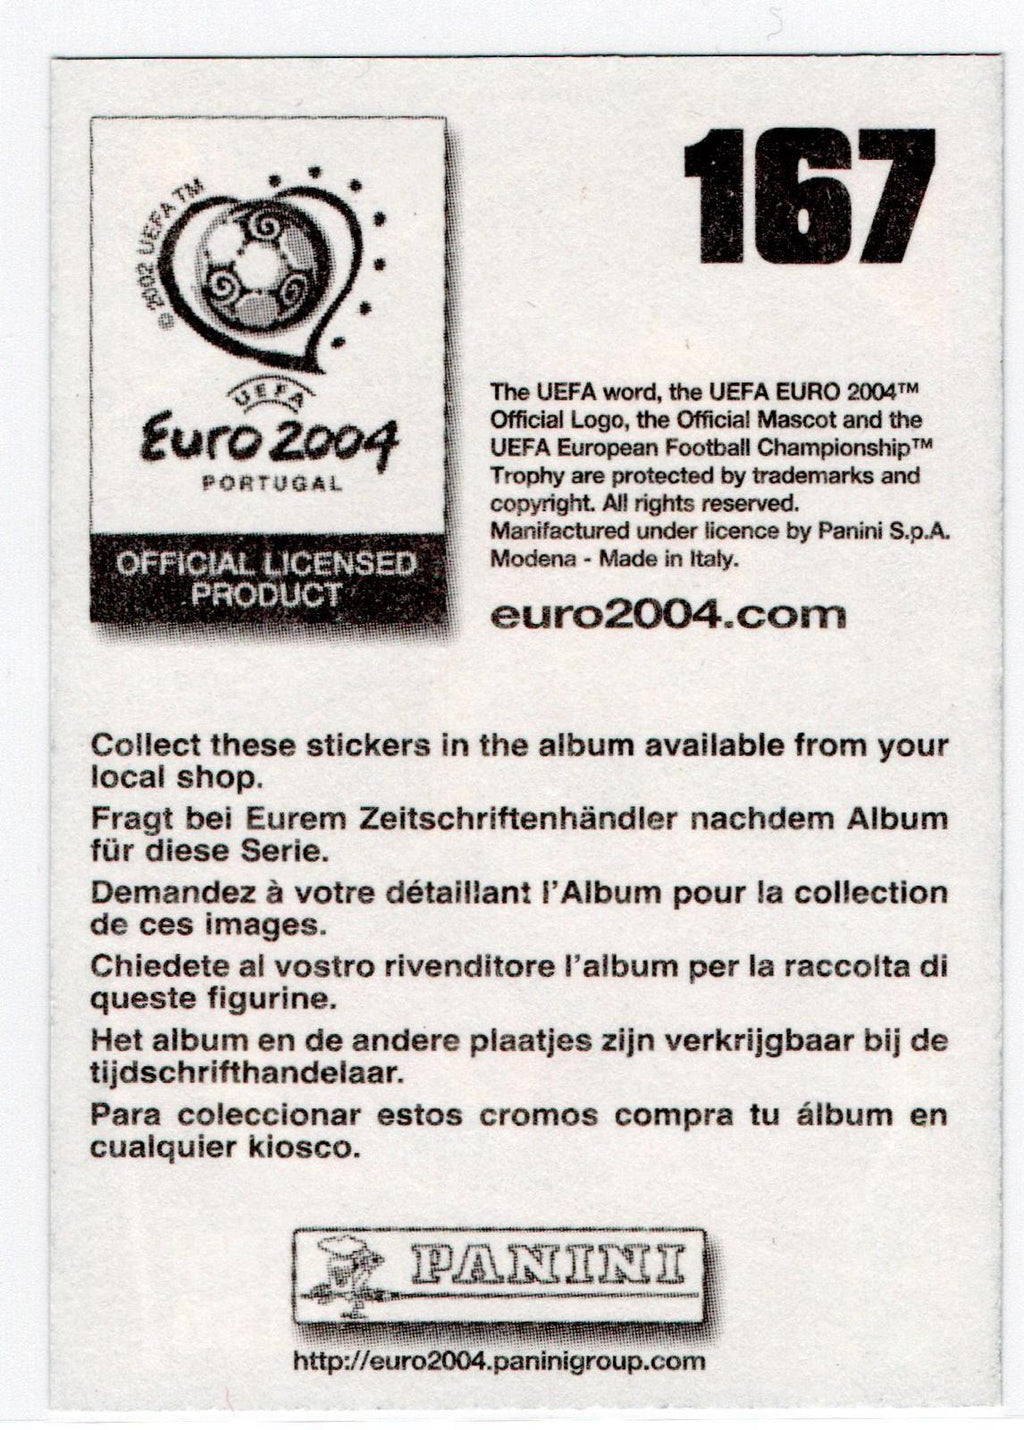 167
© 2002 UEFA TM
UEFA
Euro 2004
PORTUGAL
OFFICIAL LICENSED
PRODUCT
The UEFA word, the UEFA EURO 2004™
Official Logo, the Official Mascot and the
UEFA European Football Championship™
Trophy are protected by trademarks and
copyright. All rights reserved.
Manifactured under licence by Panini S.p.A.
Modena - Made in Italy.
euro2004.com
Collect these stickers in the album available from your
local shop.
Fragt bei Eurem Zeitschriftenhändler nachdem Album
für diese Serie.
Demandez à votre détaillant l'Album pour la collection
de ces images.
Chiedete al vostro rivenditore l'album per la raccolta di
queste figurine.
Het album en de andere plaatjes zijn verkrijgbaar bij de
tijdschrifthandelaar.
Para coleccionar estos cromos compra tu álbum en
cualquier kiosco.
PANINI
http://euro2004.paninigroup.com